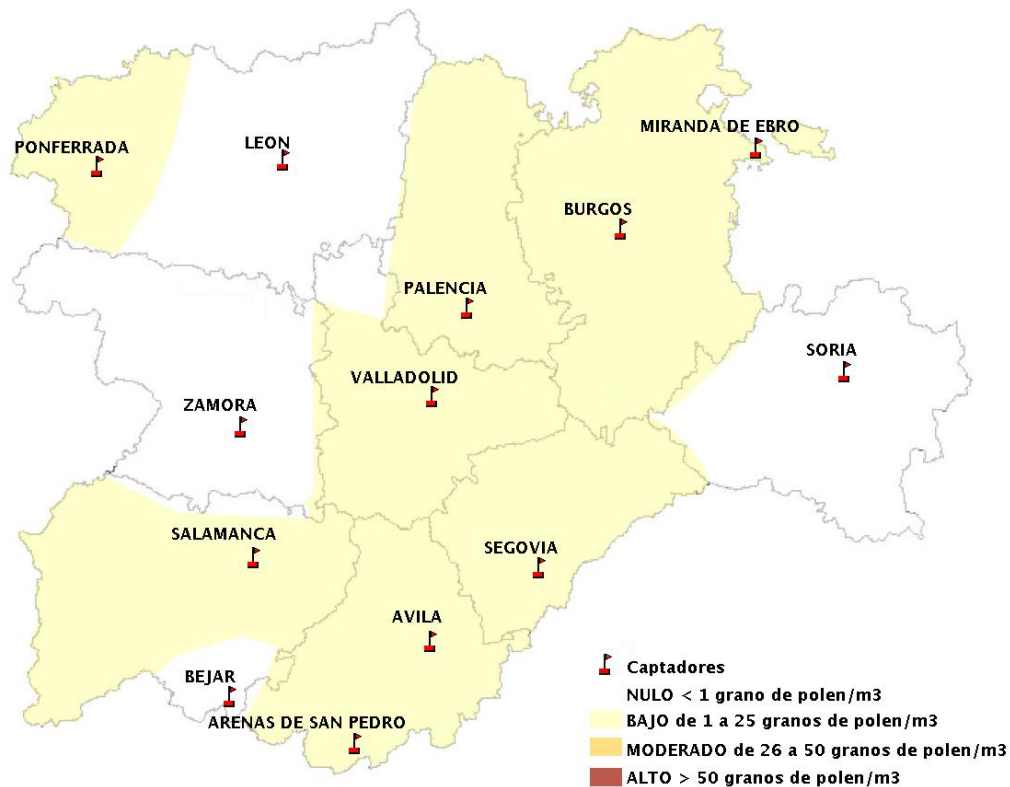 MIRANDA DE EBRO
PONFERRADA
LEON
BURGOS
PALENCIA
SORIA
VALLADOLID
ZAMORA
SALAMANCA
SEGOVIA
AVILA
BEJAR
ARENAS DE SAN PEDRO
Captadores
NULO < 1 grano de polen/m3
BAJO de 1 a 25 granos de polen/m3
MODERADO de 26 a 50 granos de polen/m3
ALTO > 50 granos de polen/m3